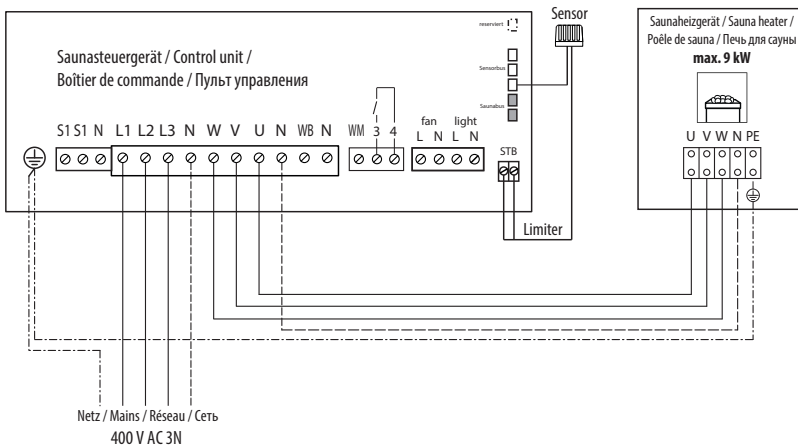 Saunasteuergerät / Control unit /
Boîtier de commande / Пульт управления
reserviert
Sensorbus
Saunabus
Sensor
Saunaheizgerät / Sauna heater /
Poêle de sauna / Печь для сауны
max. 9 kW
S1 S1 N L1 L2 L3 N W V U N WB N
WM 3 4
fan light
L N L N
STB
U V W N PE
Limiter
Netz / Mains / Réseau / Сеть
400 V AC 3N